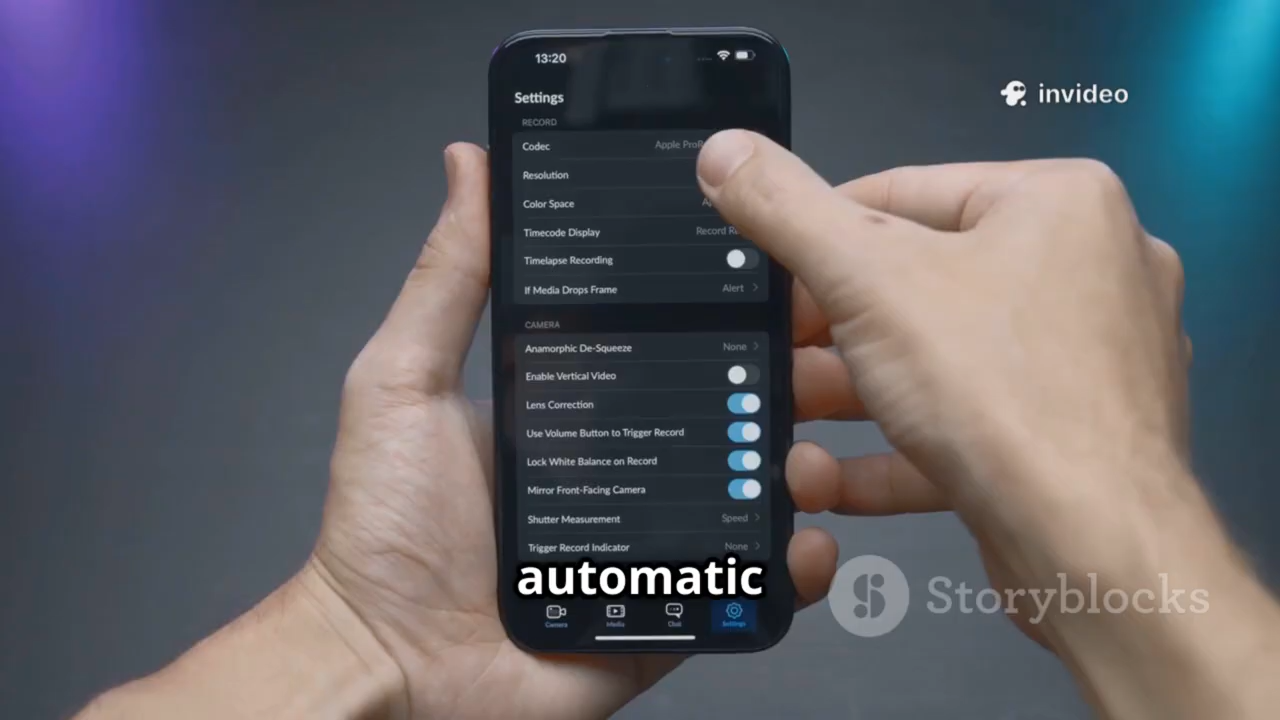 13:20
invideo
Settings
RECORD
Codec Apple
Resolution
Color Space
Timecode Display Record
Timelapse Recording
If Media Drops Frame Alert
CAMERA
Anamorphic De-Squeeze None
Enable Vertical Video
Lens Correction
Use Volume Button to Trigger Record
Lock White Balance on Record
Mirror Front-Facing Camera
Shutter Measurement Speed
Trigger Record Indicator None
automatic
Storyblocks
Camera Media Chat Settings